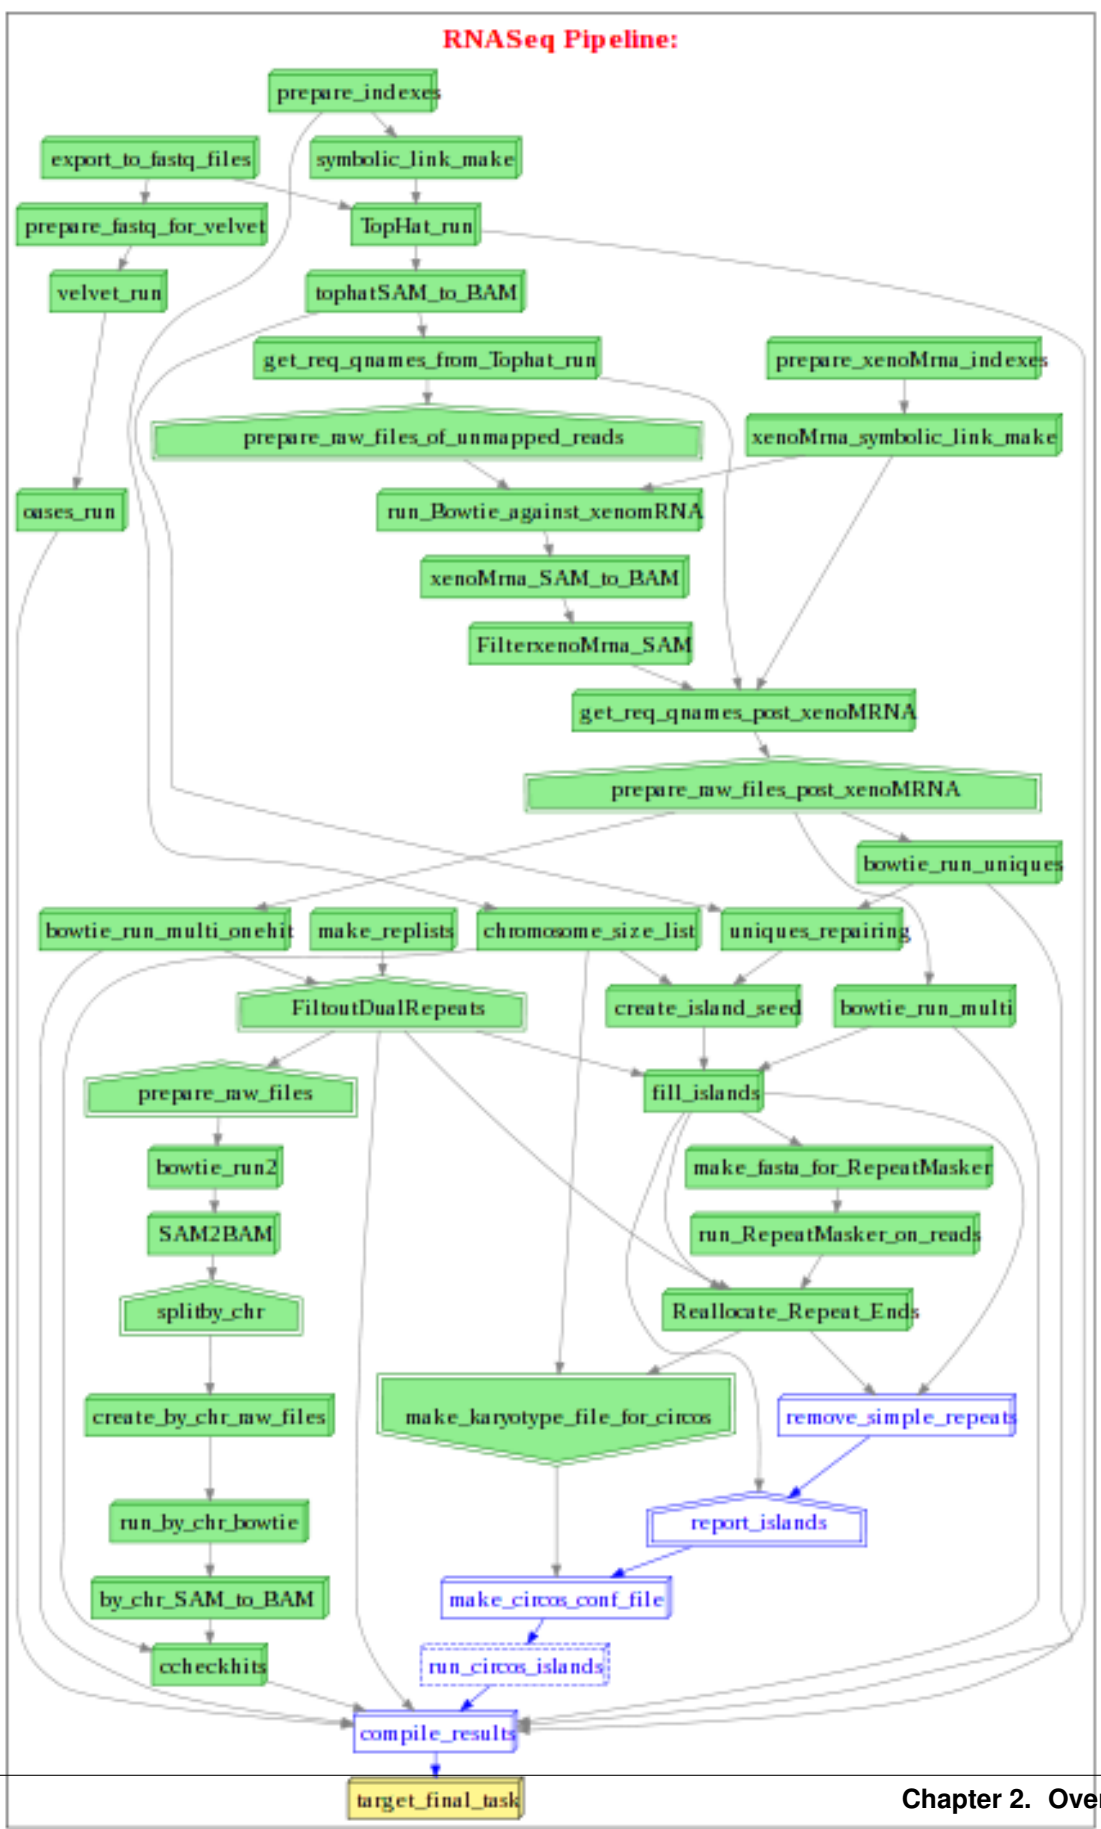 RNASeq Pipeline:
prepare_indexes
export_to_fastq_files
symbolic_link_make
prepare_fastq_for_velvet
TopHat_run
velvet_run
tophatSAM_to_BAM
get_req_qnames_from_Tophat_run
prepare_xenoMrna_indexes
prepare_raw_files_of_unmapped_reads
xenoMrna_symbolic_link_make
oases_run
run_Bowtie_against_xenomRNA
xenoMrna_SAM_to_BAM
FilterxenoMrna_SAM
get_req_qnames_post_xenoMRNA
prepare_raw_files_post_xenoMRNA
bowtie_run_uniques
bowtie_run_multi_onehit
make_replists
chromosome_size_list
uniques_repairing
FiltoutDualRepeats
create_island_seed
bowtie_run_multi
prepare_raw_files
fill_islands
bowtie_run2
make_fasta_for_RepeatMasker
SAM2BAM
run_RepeatMasker_on_reads
splitby_chr
Reallocate_Repeat_Ends
create_by_chr_raw_files
make_karyotype_file_for_circos
remove_simple_repeats
run_by_chr_bowtie
report_islands
by_chr_SAM_to_BAM
make_circos_conf_file
ccheckhits
run_circos_islands
compile_results
target_final_task
Chapter 2. Over